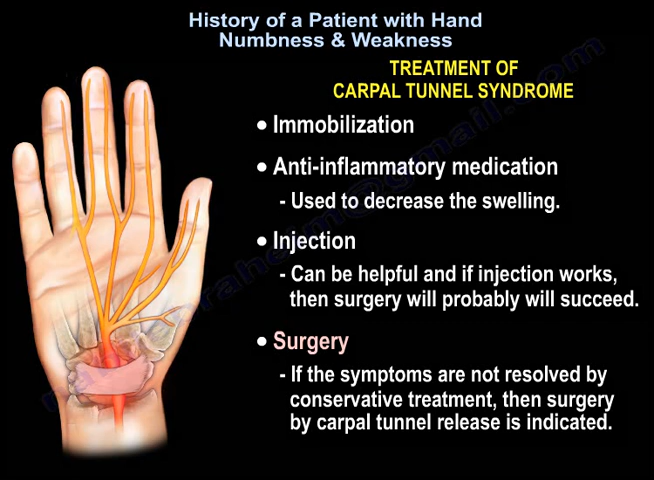 History of a Patient with Hand
Numbness & Weakness
TREATMENT OF
CARPAL TUNNEL SYNDROME
• Immobilization
• Anti-inflammatory medication
- Used to decrease the swelling.
• Injection
- Can be helpful and if injection works,
then surgery will probably will succeed.
• Surgery
- If the symptoms are not resolved by
conservative treatment, then surgery
by carpal tunnel release is indicated.